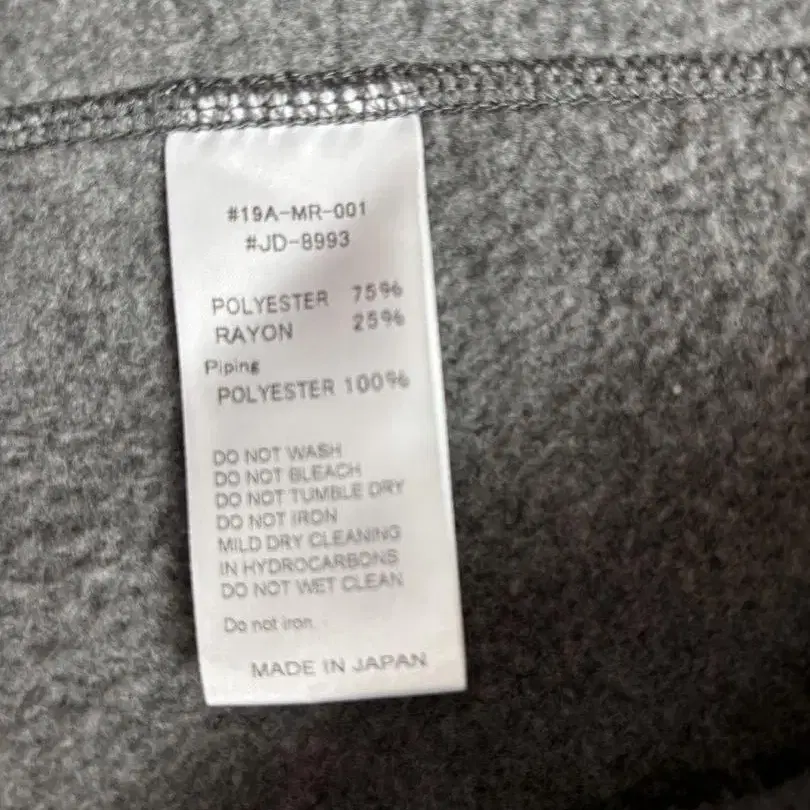 #19A-MR-001
#JD-8993
POLYESTER 75%
RAYON 25%
Piping
POLYESTER 100%
DO NOT WASH
DO NOT BLEACH
DO NOT TUMBLE DRY
DO NOT IRON
MILD DRY CLEANING
IN HYDROCARBONS
DO NOT WET CLEAN
Do not iron.
MADE IN JAPAN